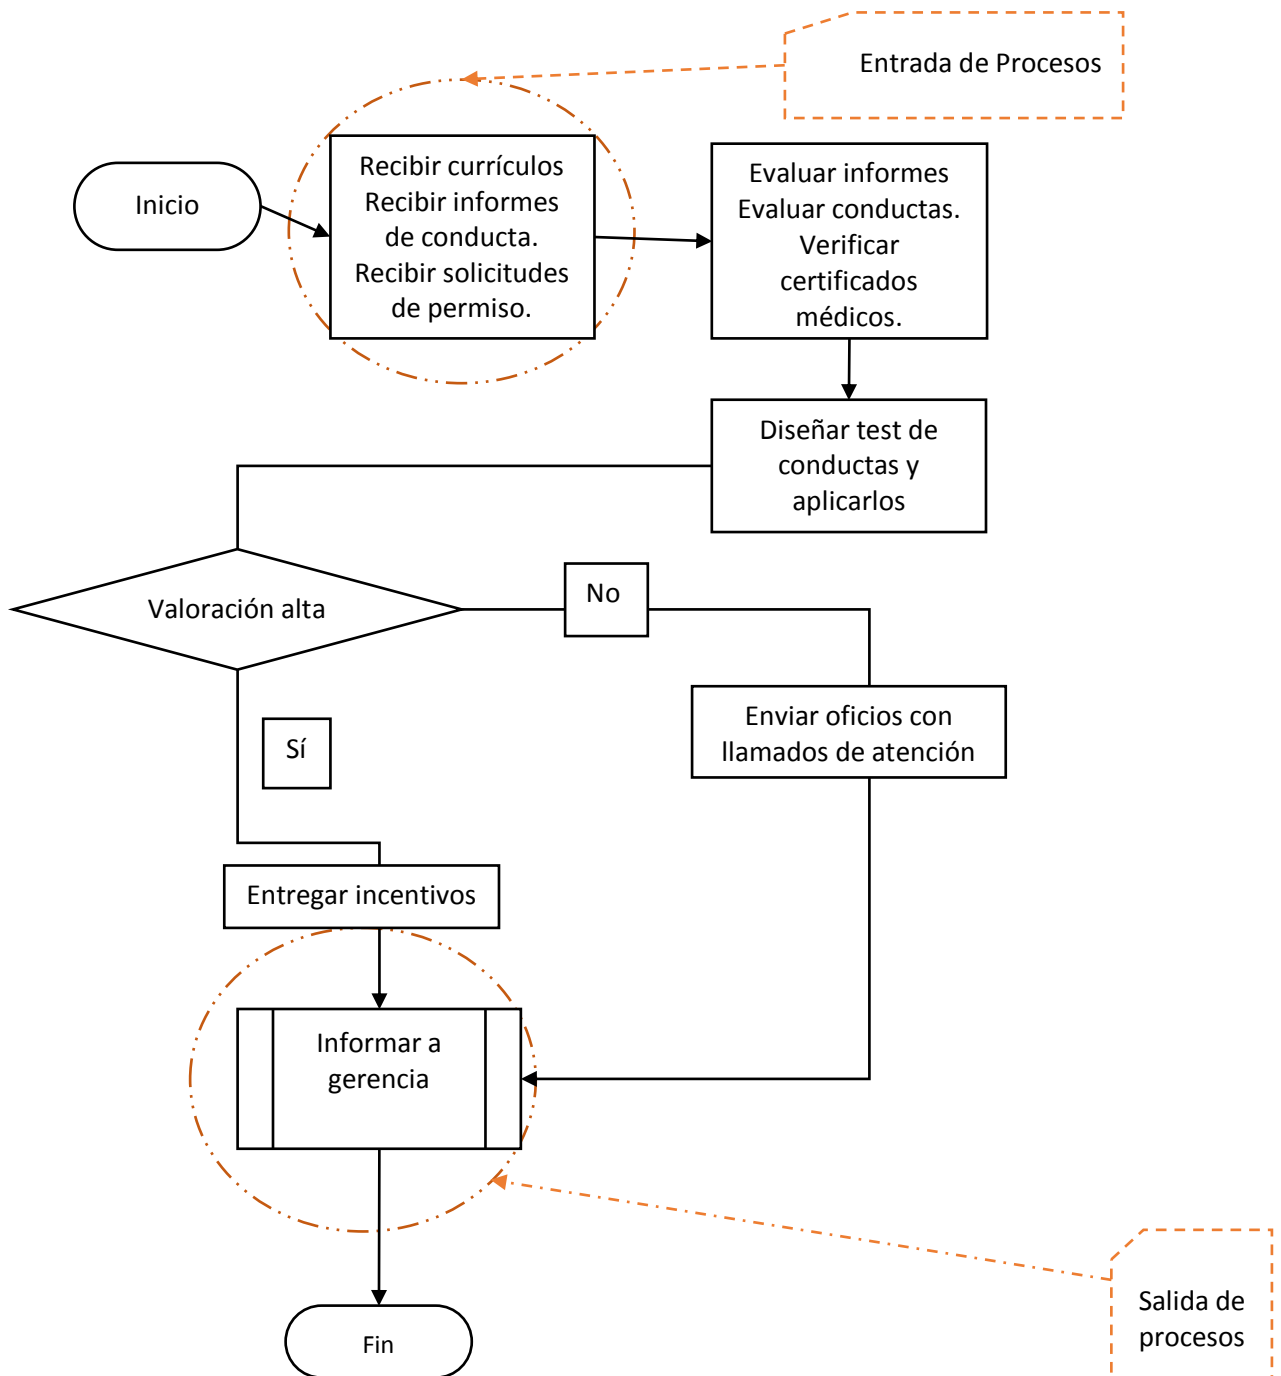 Entrada de Procesos
Inicio
Recibir currículos
Recibir informes
de conducta.
Recibir solicitudes
de permiso.
Evaluar informes
Evaluar conductas.
Verificar
certificados
médicos.
Diseñar test de
conductas y
aplicarlos
Valoración alta
No
Enviar oficios con
llamados de atención
Sí
Entregar incentivos
Informar a
gerencia
Salida de
procesos
Fin